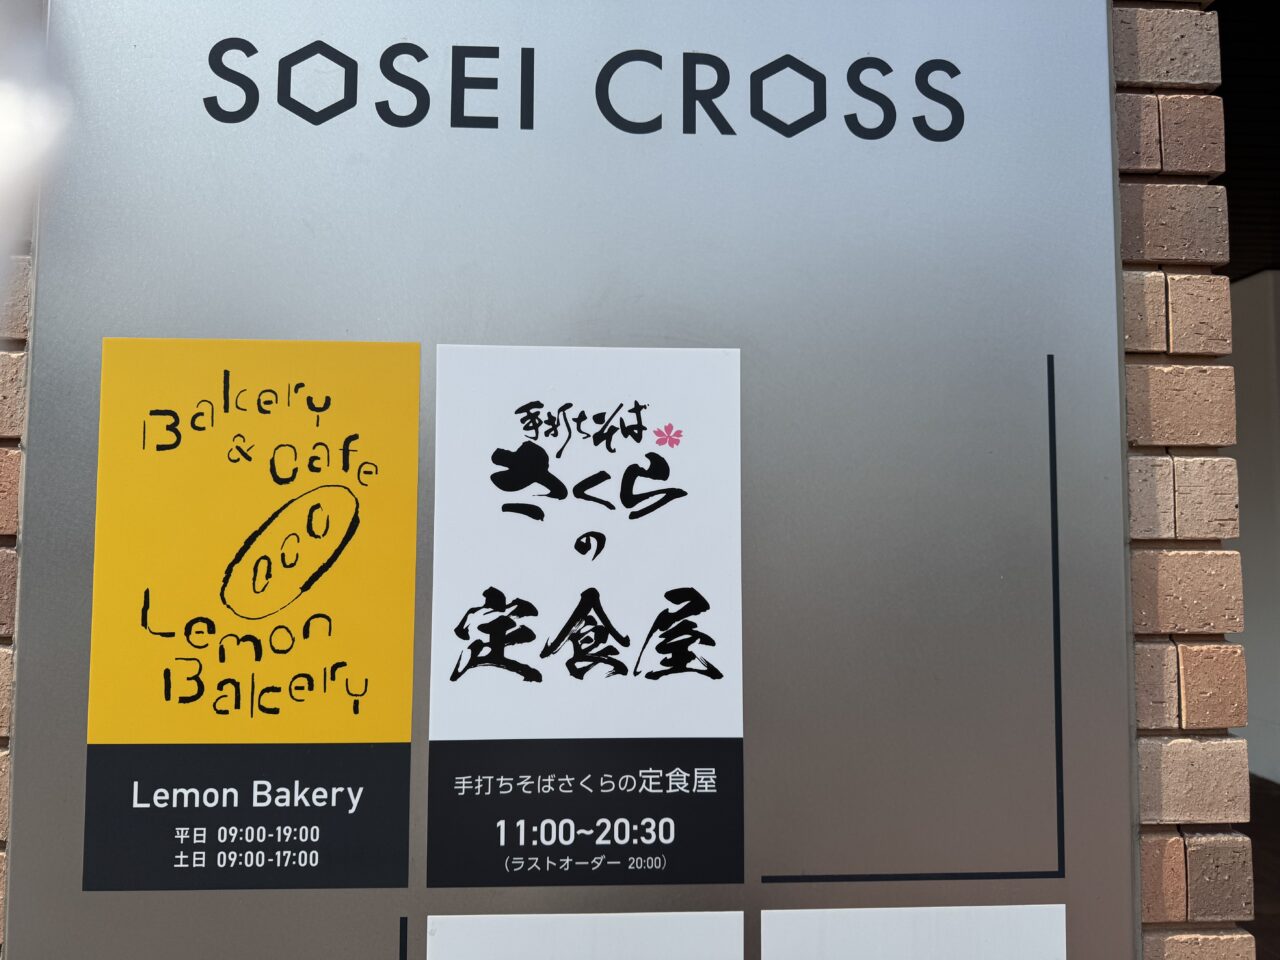 SOSEI CROSS
Bakery
& cafe
Lemon
Bakery
Lemon Bakery
平日 09:00-19:00
土日 09:00-17:00
手打ちそば
さくら
の
定食屋
手打ちそばさくらの定食屋
11:00~20:30
(ラストオーダー 20:00)